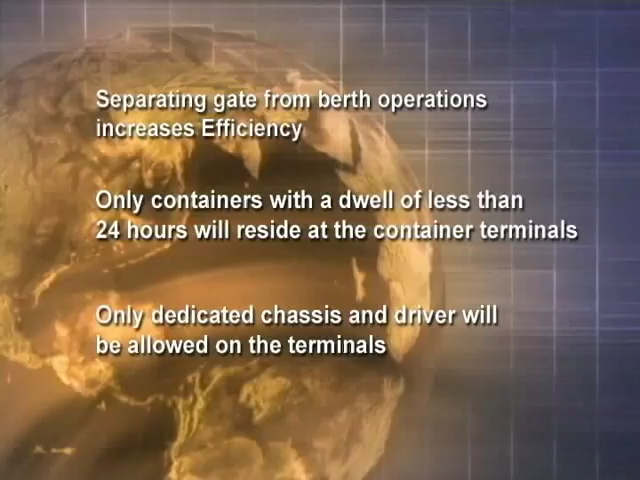 Separating gate from berth operations
increases Efficiency
Only containers with a dwell of less than
24 hours will reside at the container terminals
Only dedicated chassis and driver will
be allowed on the terminals